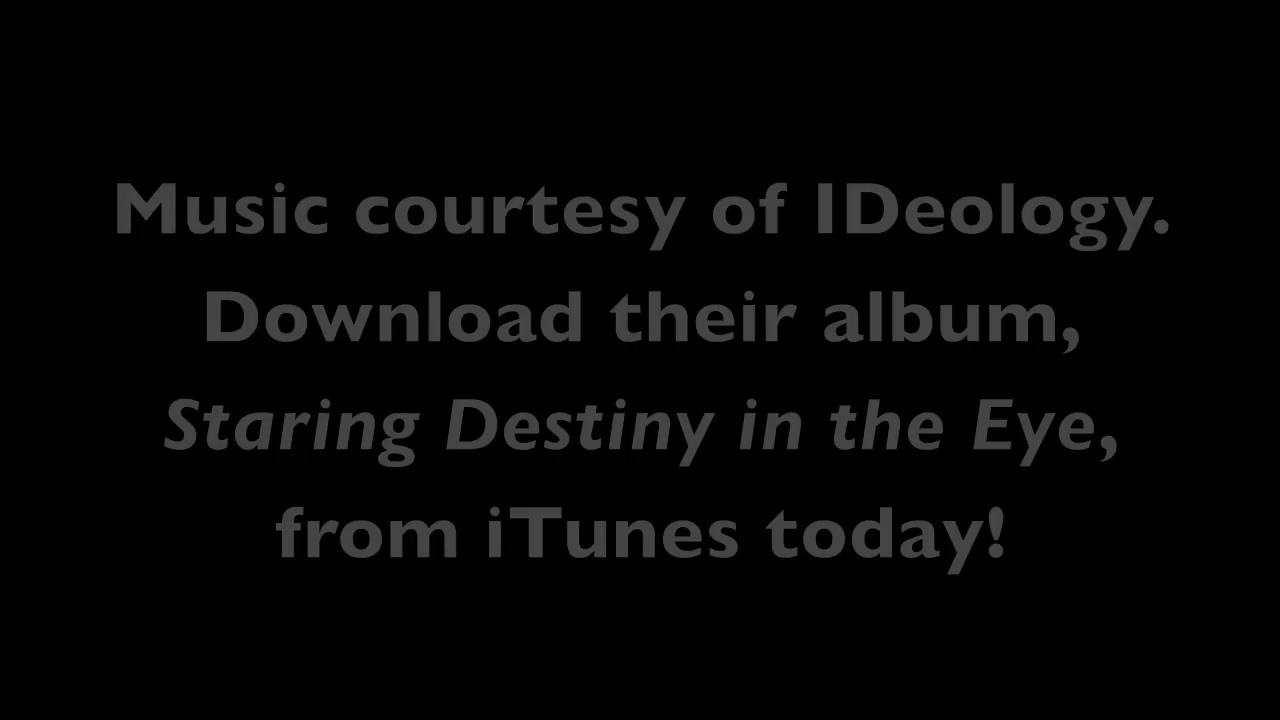 Music courtesy of IDeology.
Download their album,
Staring Destiny in the Eye,
from iTunes today!